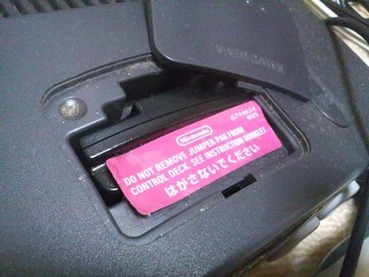 Nintendo
DO NOT REMOVE JUMPER PAK FROM
CONTROL DECK. SEE INSTRUCTION BOOKLET
はがさないでください